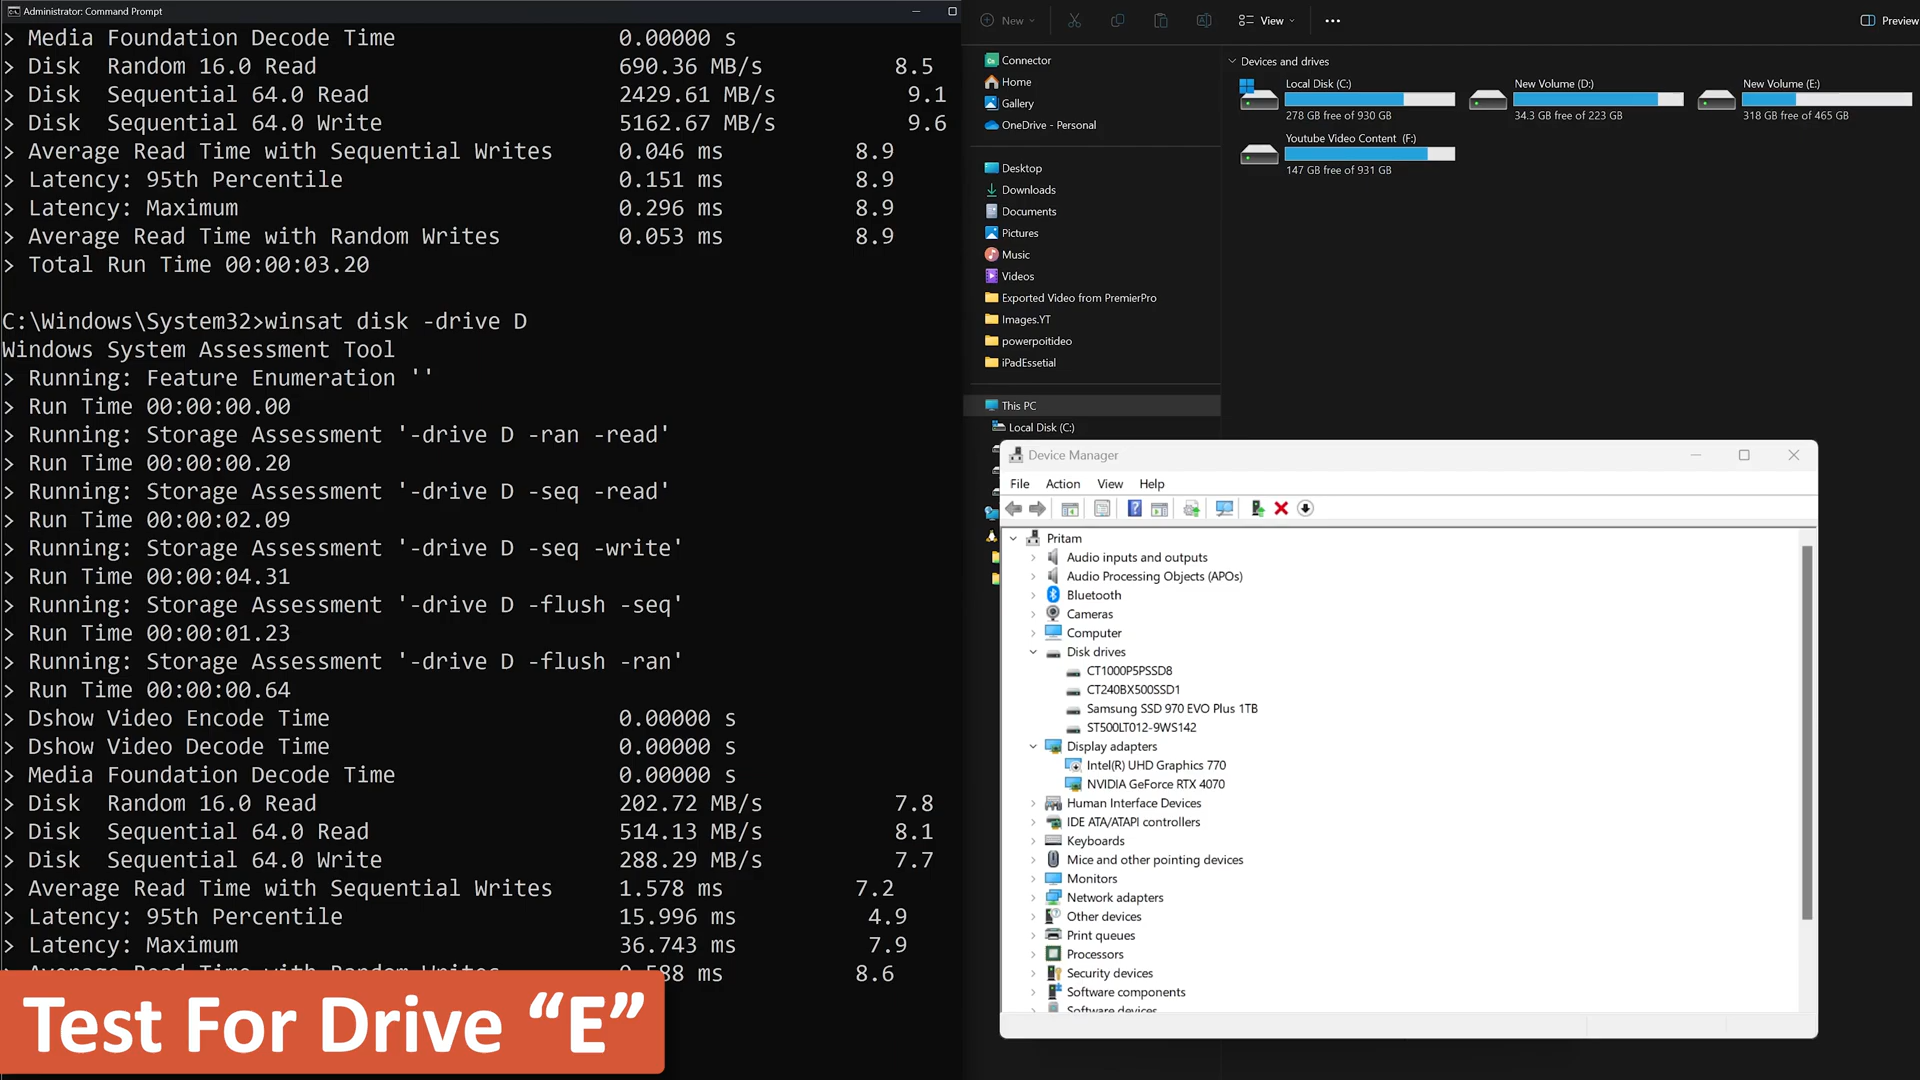 Administrator: Command Prompt
> Media Foundation Decode Time 0.00000 s
> Disk Random 16.0 Read 690.36 MB/s 8.5
> Disk Sequential 64.0 Read 2429.61 MB/s 9.1
> Disk Sequential 64.0 Write 5162.67 MB/s 9.6
> Average Read Time with Sequential Writes 0.046 ms 8.9
> Latency: 95th Percentile 0.151 ms 8.9
> Latency: Maximum 0.296 ms 8.9
> Average Read Time with Random Writes 0.053 ms 8.9
> Total Run Time 00:00:03.20
C:\Windows\System32>winsat disk -drive D
Windows System Assessment Tool
> Running: Feature Enumeration ''
> Run Time 00:00:00.00
> Running: Storage Assessment '-drive D -ran -read'
> Run Time 00:00:00.20
> Running: Storage Assessment '-drive D -seq -read'
> Run Time 00:00:02.09
> Running: Storage Assessment '-drive D -seq -write'
> Run Time 00:00:04.31
> Running: Storage Assessment '-drive D -flush -seq'
> Run Time 00:00:01.23
> Running: Storage Assessment '-drive D -flush -ran'
> Run Time 00:00:00.64
> Dshow Video Encode Time 0.00000 s
> Dshow Video Decode Time 0.00000 s
> Media Foundation Decode Time 0.00000 s
> Disk Random 16.0 Read 202.72 MB/s 7.8
> Disk Sequential 64.0 Read 514.13 MB/s 8.1
> Disk Sequential 64.0 Write 288.29 MB/s 7.7
> Average Read Time with Sequential Writes 1.578 ms 7.2
> Latency: 95th Percentile 15.996 ms 4.9
> Latency: Maximum 36.743 ms 7.9
> Average Read Time with Random Writes ms 8.6
Test For Drive “E”
New
View
Preview
Connector
Home
Gallery
OneDrive - Personal
Desktop
Downloads
Documents
Pictures
Music
Videos
Exported Video from PremierPro
Images.YT
powerpoitideo
iPadEssetial
This PC
Local Disk (C:)
Devices and drives
Local Disk (C:)
278 GB free of 930 GB
New Volume (D:)
34.3 GB free of 223 GB
New Volume (E:)
318 GB free of 465 GB
Youtube Video Content (F:)
147 GB free of 931 GB
Device Manager
File Action View Help
Pritam
Audio inputs and outputs
Audio Processing Objects (APOs)
Bluetooth
Cameras
Computer
Disk drives
CT1000P5PSSD8
CT240BX500SSD1
Samsung SSD 970 EVO Plus 1TB
ST500LT012-9WS142
Display adapters
Intel(R) UHD Graphics 770
NVIDIA GeForce RTX 4070
Human Interface Devices
IDE ATA/ATAPI controllers
Keyboards
Mice and other pointing devices
Monitors
Network adapters
Other devices
Print queues
Processors
Security devices
Software components
Software devices